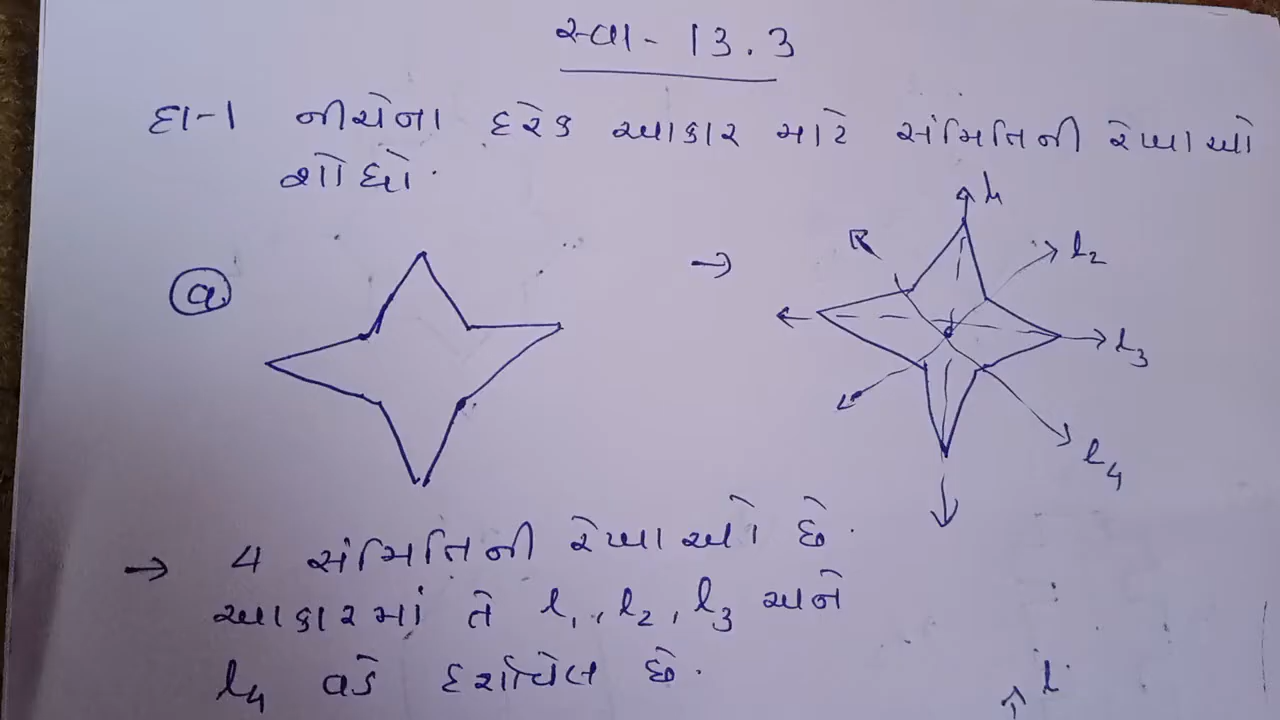 સ્વા - 13.3
દા-1 નીચેના દરેક આકાર માટે સંમિતિની રેખાઓ
શોધો.
l₁
(a) → l₂
l₃
l₄
→ 4 સંમિતિની રેખાઓ છે.
આકારમાં તે l₁, l₂, l₃ અને
l₄ વડે દર્શાવેલ છે.
l